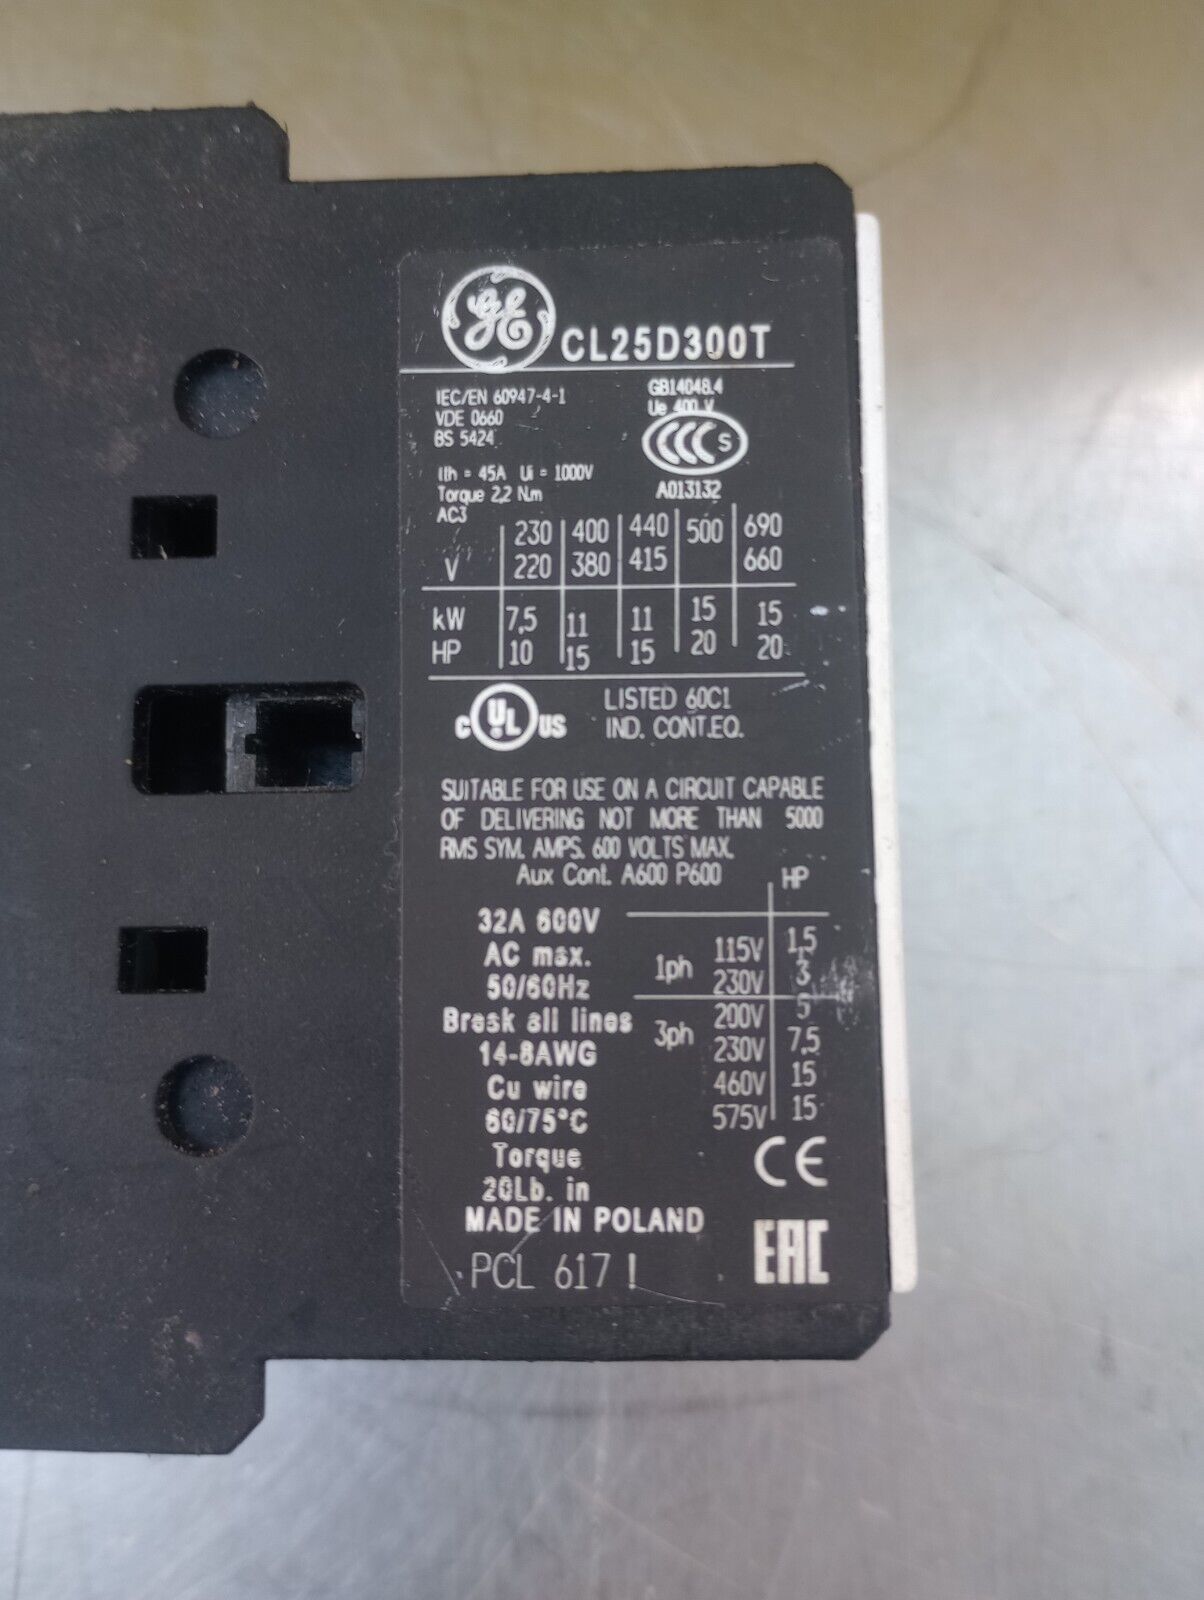 GE CL25D300T
IEC/EN 60947-4-1
VDE 0660
BS 5424
GB14048.4
Ue 400 V
CCC S
A013132
Ith = 45A Ui = 1000V
Torque 2,2 N.m
AC3
V 230 400 440 500 690
220 380 415 660
kW 7,5 11 11 15 15
HP 10 15 15 20 20
C UL US
LISTED 60C1
IND. CONT.EQ.
SUITABLE FOR USE ON A CIRCUIT CAPABLE
OF DELIVERING NOT MORE THAN 5000
RMS SYM. AMPS. 600 VOLTS MAX.
Aux Cont. A600 P600
32A 600V
AC max.
50/60Hz
Break all lines
14-8AWG
Cu wire
60/75°C
Torque
20Lb. in
HP
1ph 115V 1,5
230V 3
3ph 200V 5
230V 7,5
460V 15
575V 15
CE
MADE IN POLAND
PCL 617 !
EAC